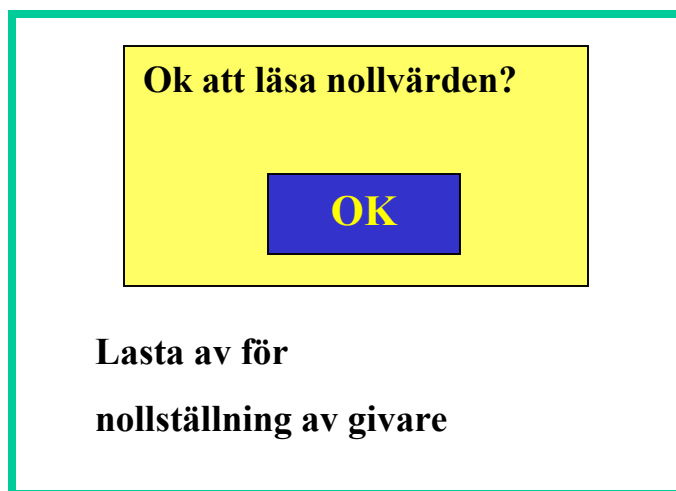 Ok att läsa nollvärden?
OK
Lasta av för
nollställning av givare